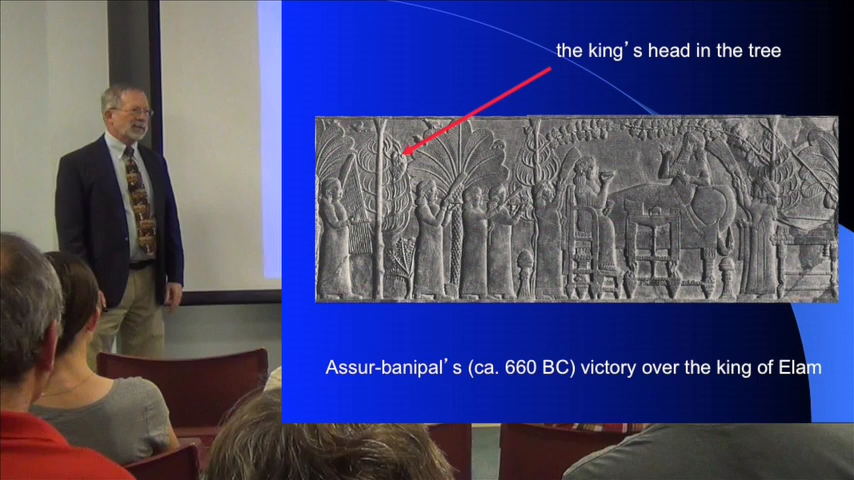 the king’s head in the tree
Assur-banipal’s (ca. 660 BC) victory over the king of Elam